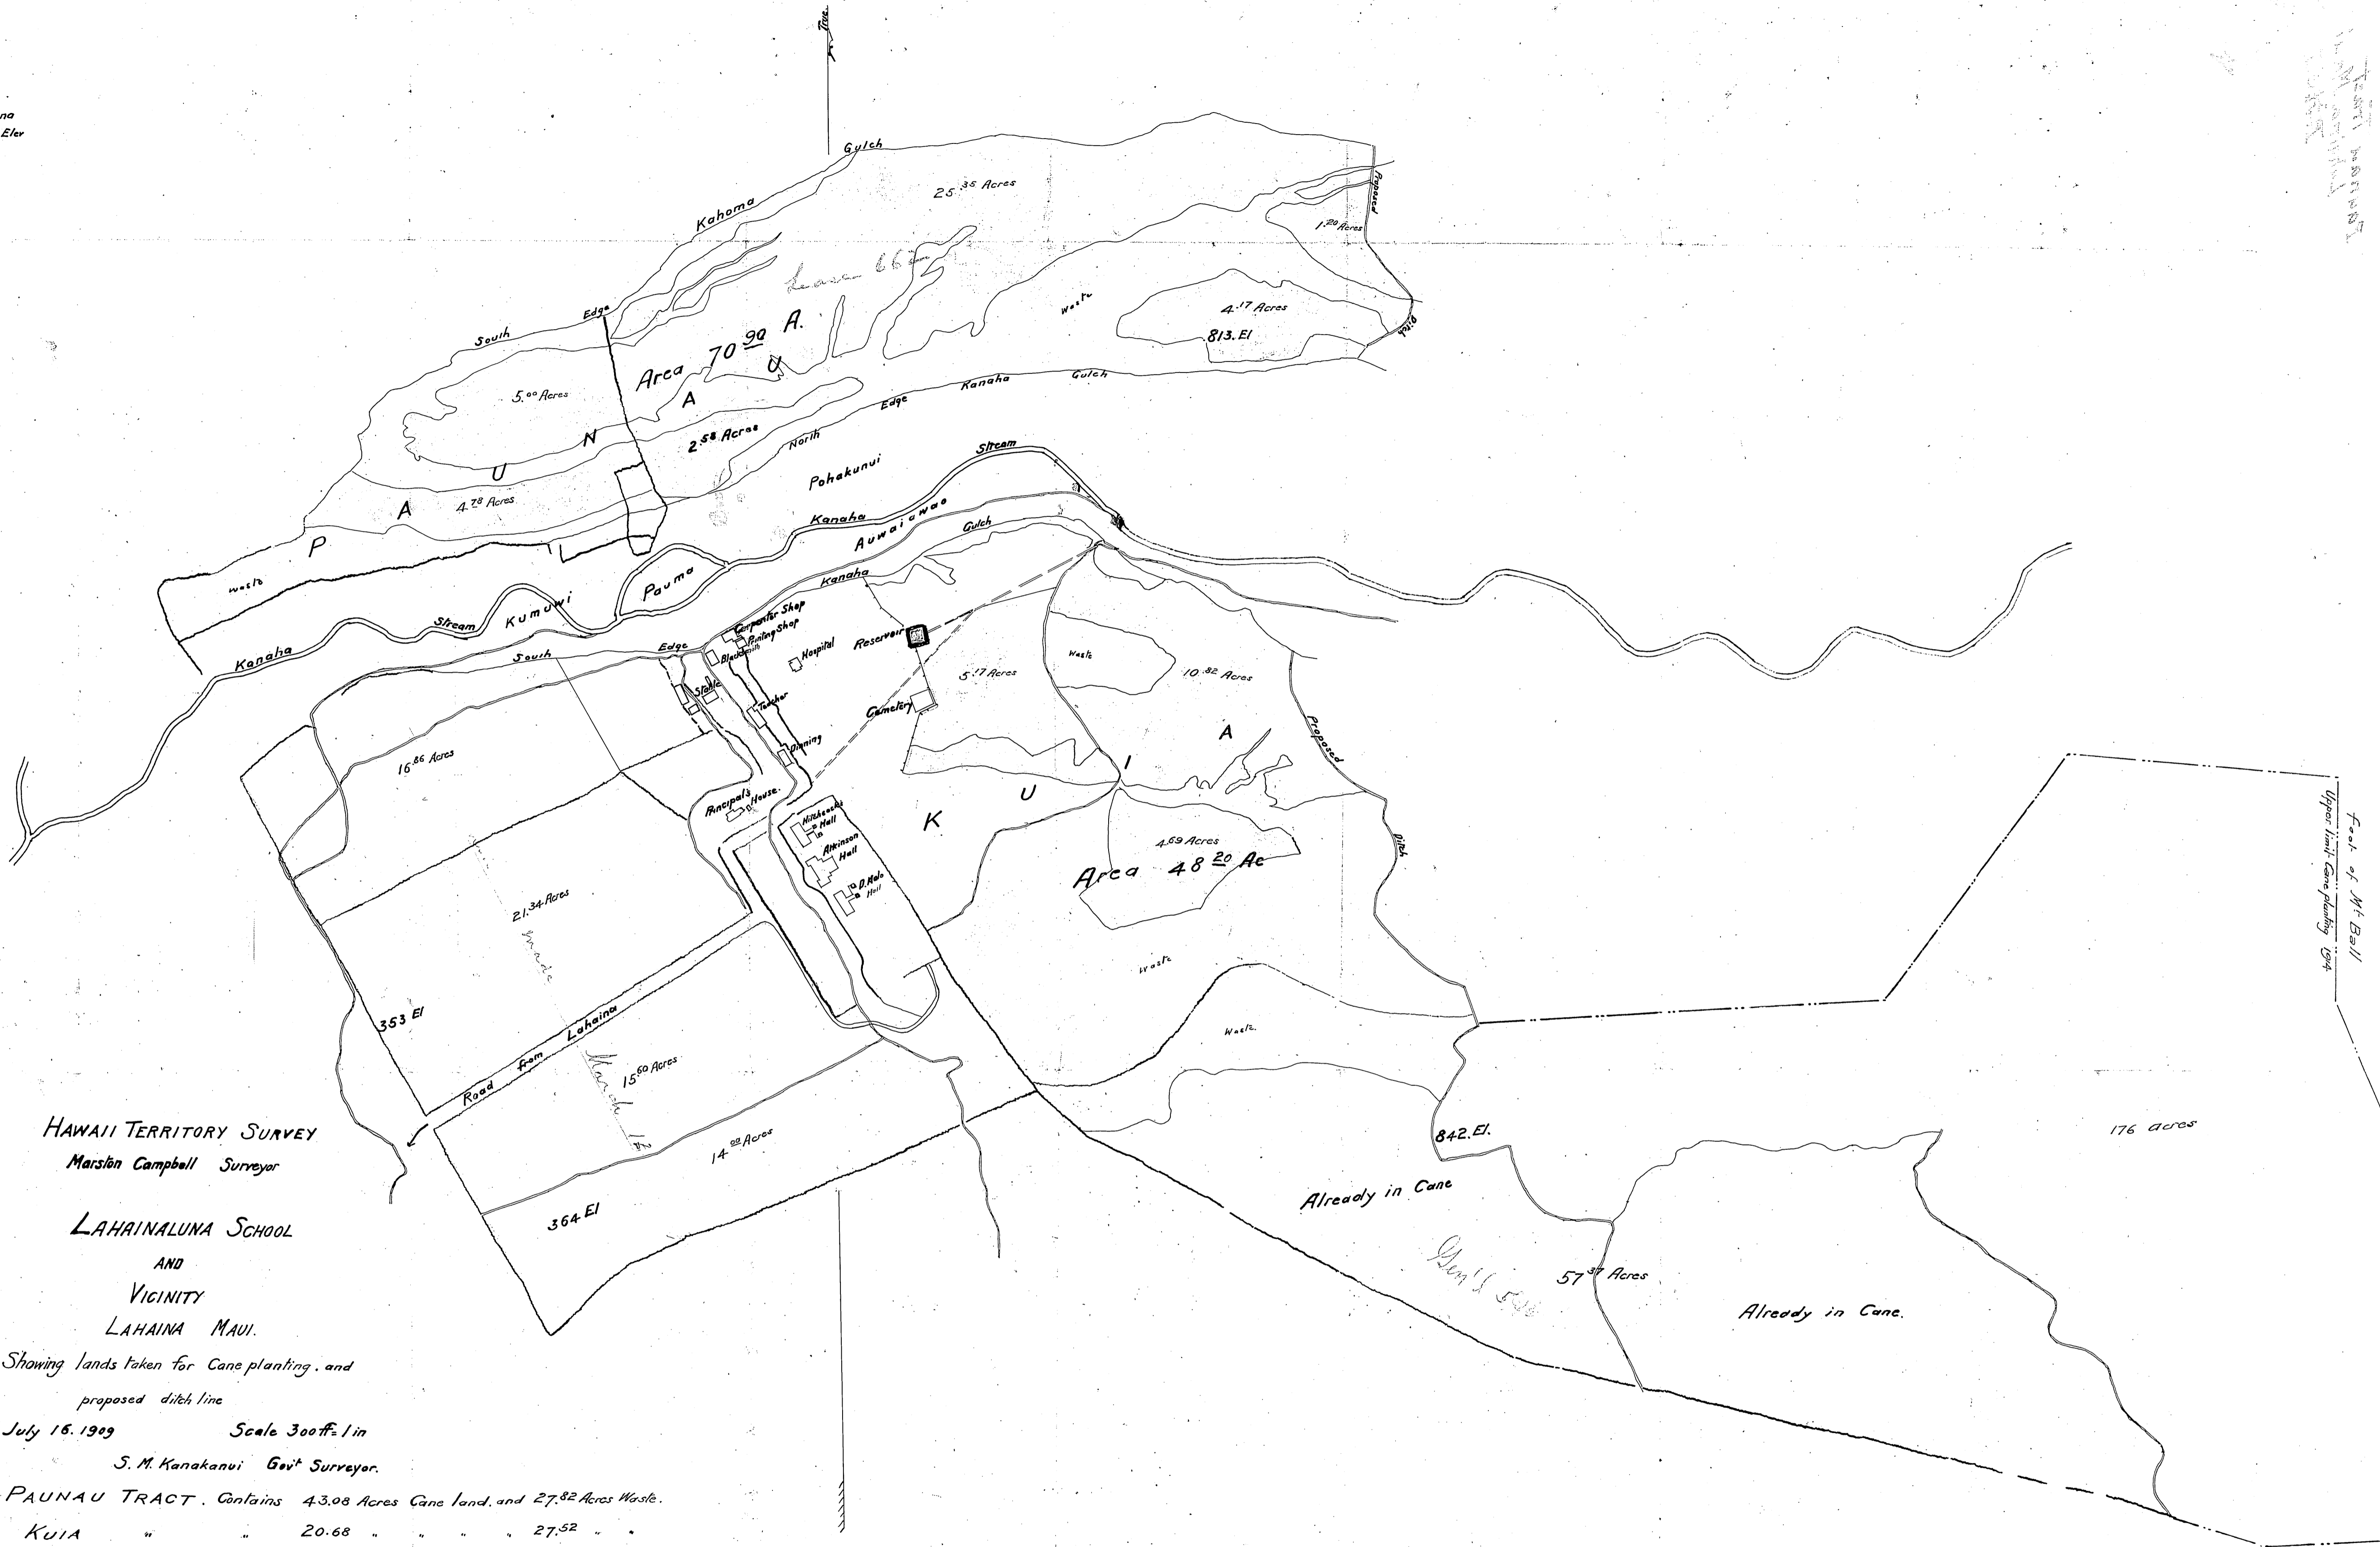 na
Elev
True
Gulch
Kahoma
Edge
South
25.35 Acres
Proposed
1.20 Acres
4.17 Acres
813. El
Ditch
Waste
Area 70 90 A.
5.00 Acres
2.58 Acres
4.78 Acres
P A U N A U
North Edge Kanaha Gulch
Pohakunui
Kanaha Stream
Auwaiawao
Kanaha Gulch
Waste
Pauma
Kumuwi
Kanaha Stream
South Edge
Carpenter Shop
Printing Shop
Blacksmith
Hospital
Reservoir
Stable
Teacher
Cemetery
Dinning
5.17 Acres
Waste
10.82 Acres
Proposed
Ditch
16.86 Acres
Principal's House.
Hitchcocks Hall
Atkinson Hall
D. Malo Hall
K U I A
4.69 Acres
Area 48 20 Ac
21.34 Acres
Waste
Waste
353 El
Road from Lahaina
15.60 Acres
14.00 Acres
364 El
842. El.
Already in Cane
57.37 Acres
Already in Cane.
176 acres
Foot of Mt. Ball
Upper limit Cane planting 1914
HAWAII TERRITORY SURVEY
Marston Campbell Surveyor
LAHAINALUNA SCHOOL
AND
VICINITY
LAHAINA MAUI.
Showing lands taken for Cane planting. and
proposed ditch line
July 16. 1909 Scale 300ft=1in
S. M. Kanakanui Govt Surveyor.
PAUNAU TRACT. Contains 43.08 Acres Cane land. and 27.82 Acres Waste.
KUIA " " 20.68 " " " " 27.52 " "